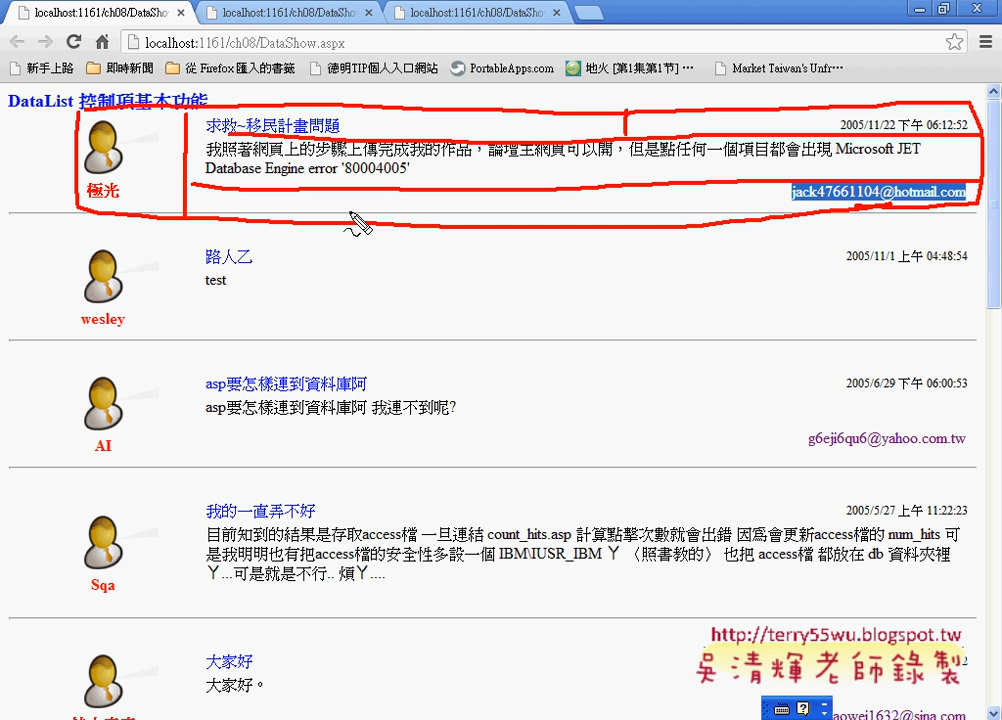 localhost:1161/ch08/DataSho
localhost:1161/ch08/DataSho
localhost:1161/ch08/DataSho
localhost:1161/ch08/DataShow.aspx
新手上路 即時新聞 從 Firefox 匯入的書籤 德明TIP個人入口網站 PortableApps.com 地火 [第1集第1节] ... Market Taiwan's Unfr...
DataList 控制項基本功能
求救~移民計畫問題 2005/11/22 下午 06:12:52
我照著網頁上的步驟上傳完成我的作品，論壇主網頁可以開，但是點任何一個項目都會出現 Microsoft JET
Database Engine error '80004005'
極光
jack47661104@hotmail.com
路人乙 2005/11/1 上午 04:48:54
test
wesley
asp要怎樣連到資料庫阿 2005/6/29 下午 06:00:53
asp要怎樣連到資料庫阿 我連不到呢?
AI
g6eji6qu6@yahoo.com.tw
我的一直弄不好 2005/5/27 上午 11:22:23
目前知到的結果是存取access檔 一旦連結 count_hits.asp 計算點擊次數就會出錯 因為會更新access檔的 num_hits 可
是我明明也有把access檔的安全性多設一個 IBM\IUSR_IBM ㄚ 〈照書教的〉 也把 access檔 都放在 db 資料夾裡
ㄚ...可是就是不行.. 煩ㄚ....
Sqa
http://terry55wu.blogspot.tw
吳清輝老師錄製
大家好
大家好。
aowei1632@sina.com